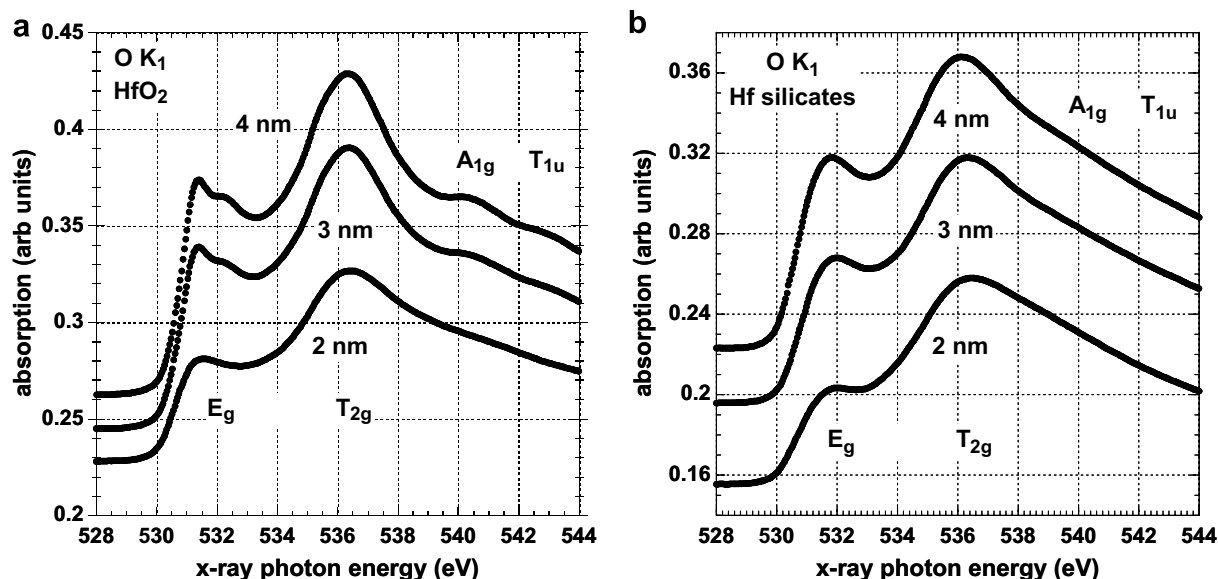 a
O K₁
HfO₂
4 nm
3 nm
2 nm
A₁g
T₁u
Eg
T₂g
absorption (arb units)
0.45
0.4
0.35
0.3
0.25
0.2
528 530 532 534 536 538 540 542 544
x-ray photon energy (eV)
b
O K₁
Hf silicates
4 nm
3 nm
2 nm
A₁g
T₁u
Eg
T₂g
absorption (arb units)
0.36
0.32
0.28
0.24
0.2
0.16
528 530 532 534 536 538 540 542 544
x-ray photon energy (eV)